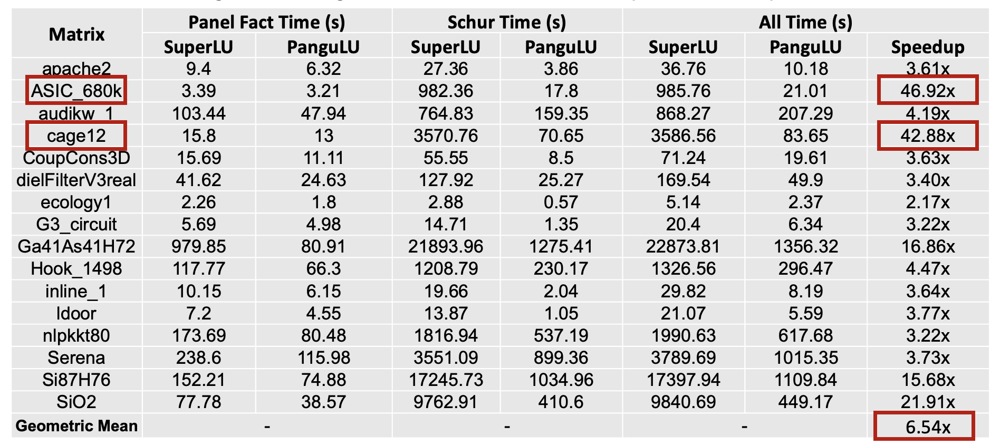 Matrix Panel Fact Time (s) Schur Time (s) All Time (s)
SuperLU PanguLU SuperLU PanguLU SuperLU PanguLU Speedup
apache2 9.4 6.32 27.36 3.86 36.76 10.18 3.61x
ASIC_680k 3.39 3.21 982.36 17.8 985.76 21.01 46.92x
audikw_1 103.44 47.94 764.83 159.35 868.27 207.29 4.19x
cage12 15.8 13 3570.76 70.65 3586.56 83.65 42.88x
CoupCons3D 15.69 11.11 55.55 8.5 71.24 19.61 3.63x
dielFilterV3real 41.62 24.63 127.92 25.27 169.54 49.9 3.40x
ecology1 2.26 1.8 2.88 0.57 5.14 2.37 2.17x
G3_circuit 5.69 4.98 14.71 1.35 20.4 6.34 3.22x
Ga41As41H72 979.85 80.91 21893.96 1275.41 22873.81 1356.32 16.86x
Hook_1498 117.77 66.3 1208.79 230.17 1326.56 296.47 4.47x
inline_1 10.15 6.15 19.66 2.04 29.82 8.19 3.64x
ldoor 7.2 4.55 13.87 1.05 21.07 5.59 3.77x
nlpkkt80 173.69 80.48 1816.94 537.19 1990.63 617.68 3.22x
Serena 238.6 115.98 3551.09 899.36 3789.69 1015.35 3.73x
Si87H76 152.21 74.88 17245.73 1034.96 17397.94 1109.84 15.68x
SiO2 77.78 38.57 9762.91 410.6 9840.69 449.17 21.91x
Geometric Mean - - - 6.54x